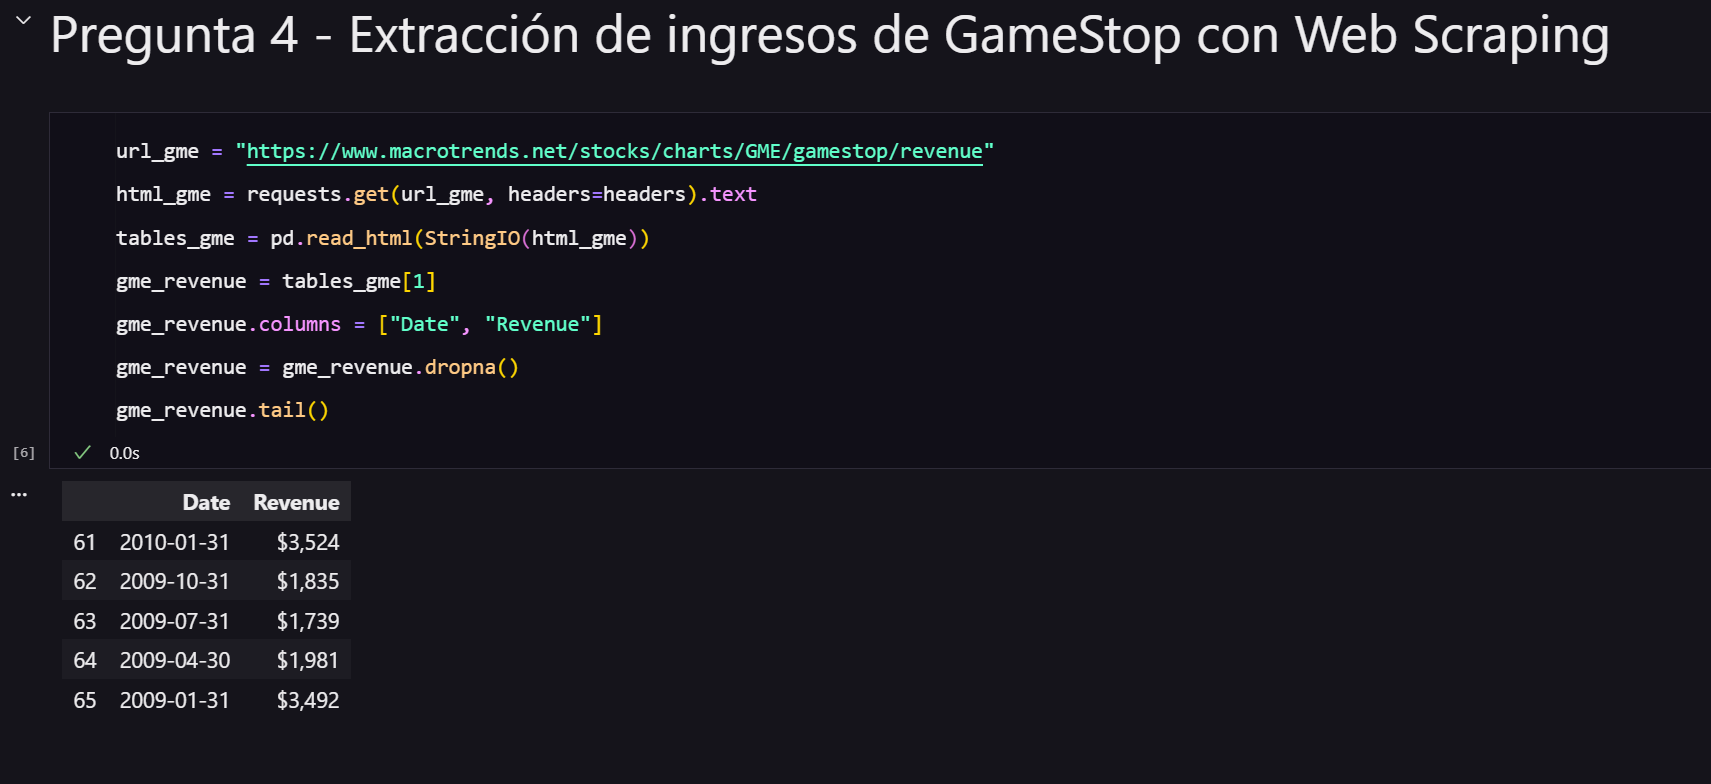 Pregunta 4 - Extracción de ingresos de GameStop con Web Scraping
url_gme = "https://www.macrotrends.net/stocks/charts/GME/gamestop/revenue"
html_gme = requests.get(url_gme, headers=headers).text
tables_gme = pd.read_html(StringIO(html_gme))
gme_revenue = tables_gme[1]
gme_revenue.columns = ["Date", "Revenue"]
gme_revenue = gme_revenue.dropna()
gme_revenue.tail()
[6] 0.0s
Date Revenue
61 2010-01-31 $3,524
62 2009-10-31 $1,835
63 2009-07-31 $1,739
64 2009-04-30 $1,981
65 2009-01-31 $3,492